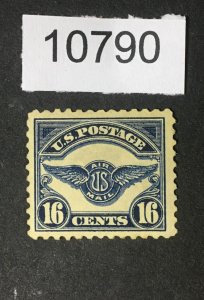 10790
U.S. POSTAGE
AIR
US
MAIL
16 CENTS 16